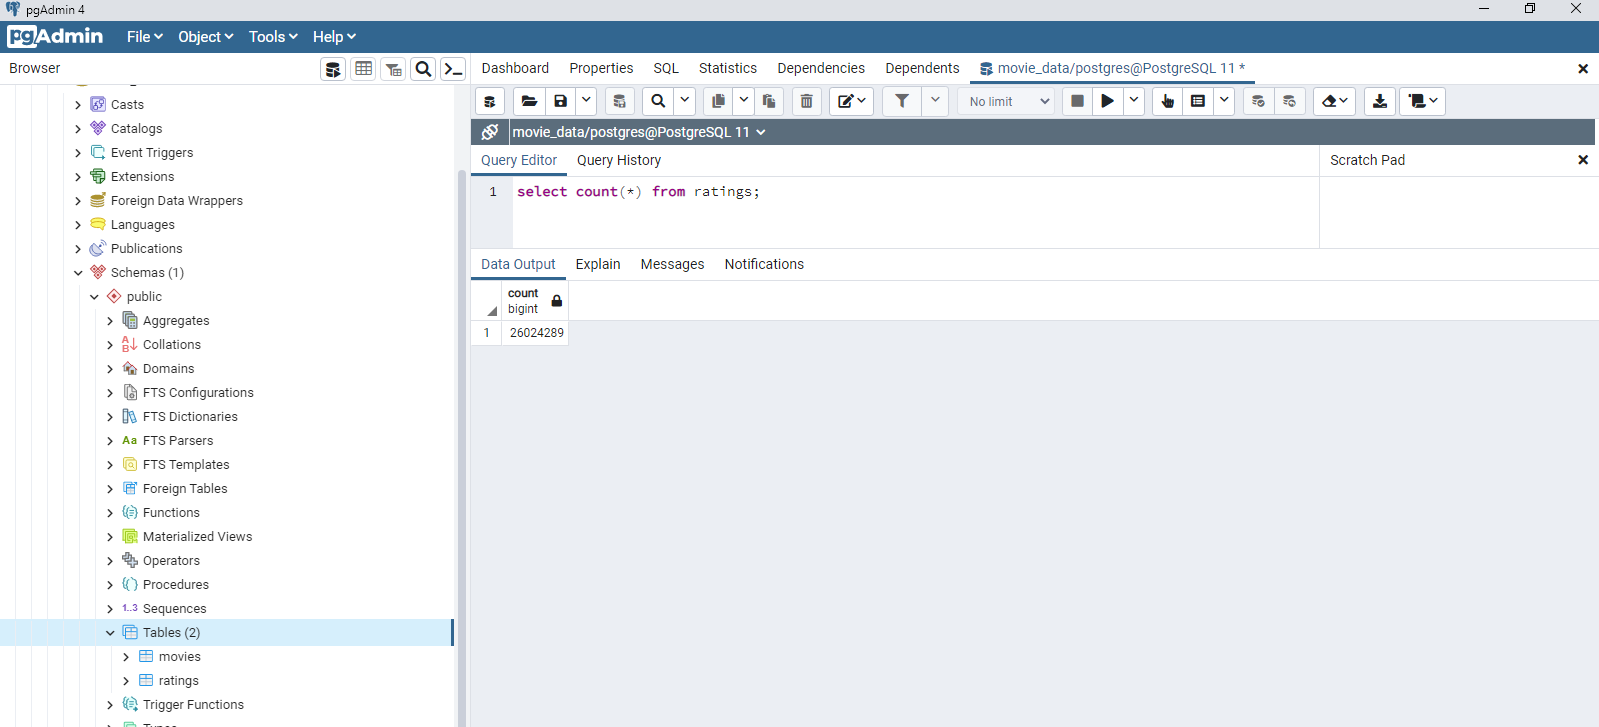 pgAdmin 4
pgAdmin File Object Tools Help
Browser
Dashboard Properties SQL Statistics Dependencies Dependents movie_data/postgres@PostgreSQL 11 *
No limit
movie_data/postgres@PostgreSQL 11
Query Editor Query History
Scratch Pad
1 select count(*) from ratings;
Data Output Explain Messages Notifications
count
bigint
1 26024289
Casts
Catalogs
Event Triggers
Extensions
Foreign Data Wrappers
Languages
Publications
Schemas (1)
public
Aggregates
Collations
Domains
FTS Configurations
FTS Dictionaries
Aa FTS Parsers
FTS Templates
Foreign Tables
Functions
Materialized Views
Operators
Procedures
1..3 Sequences
Tables (2)
movies
ratings
Trigger Functions